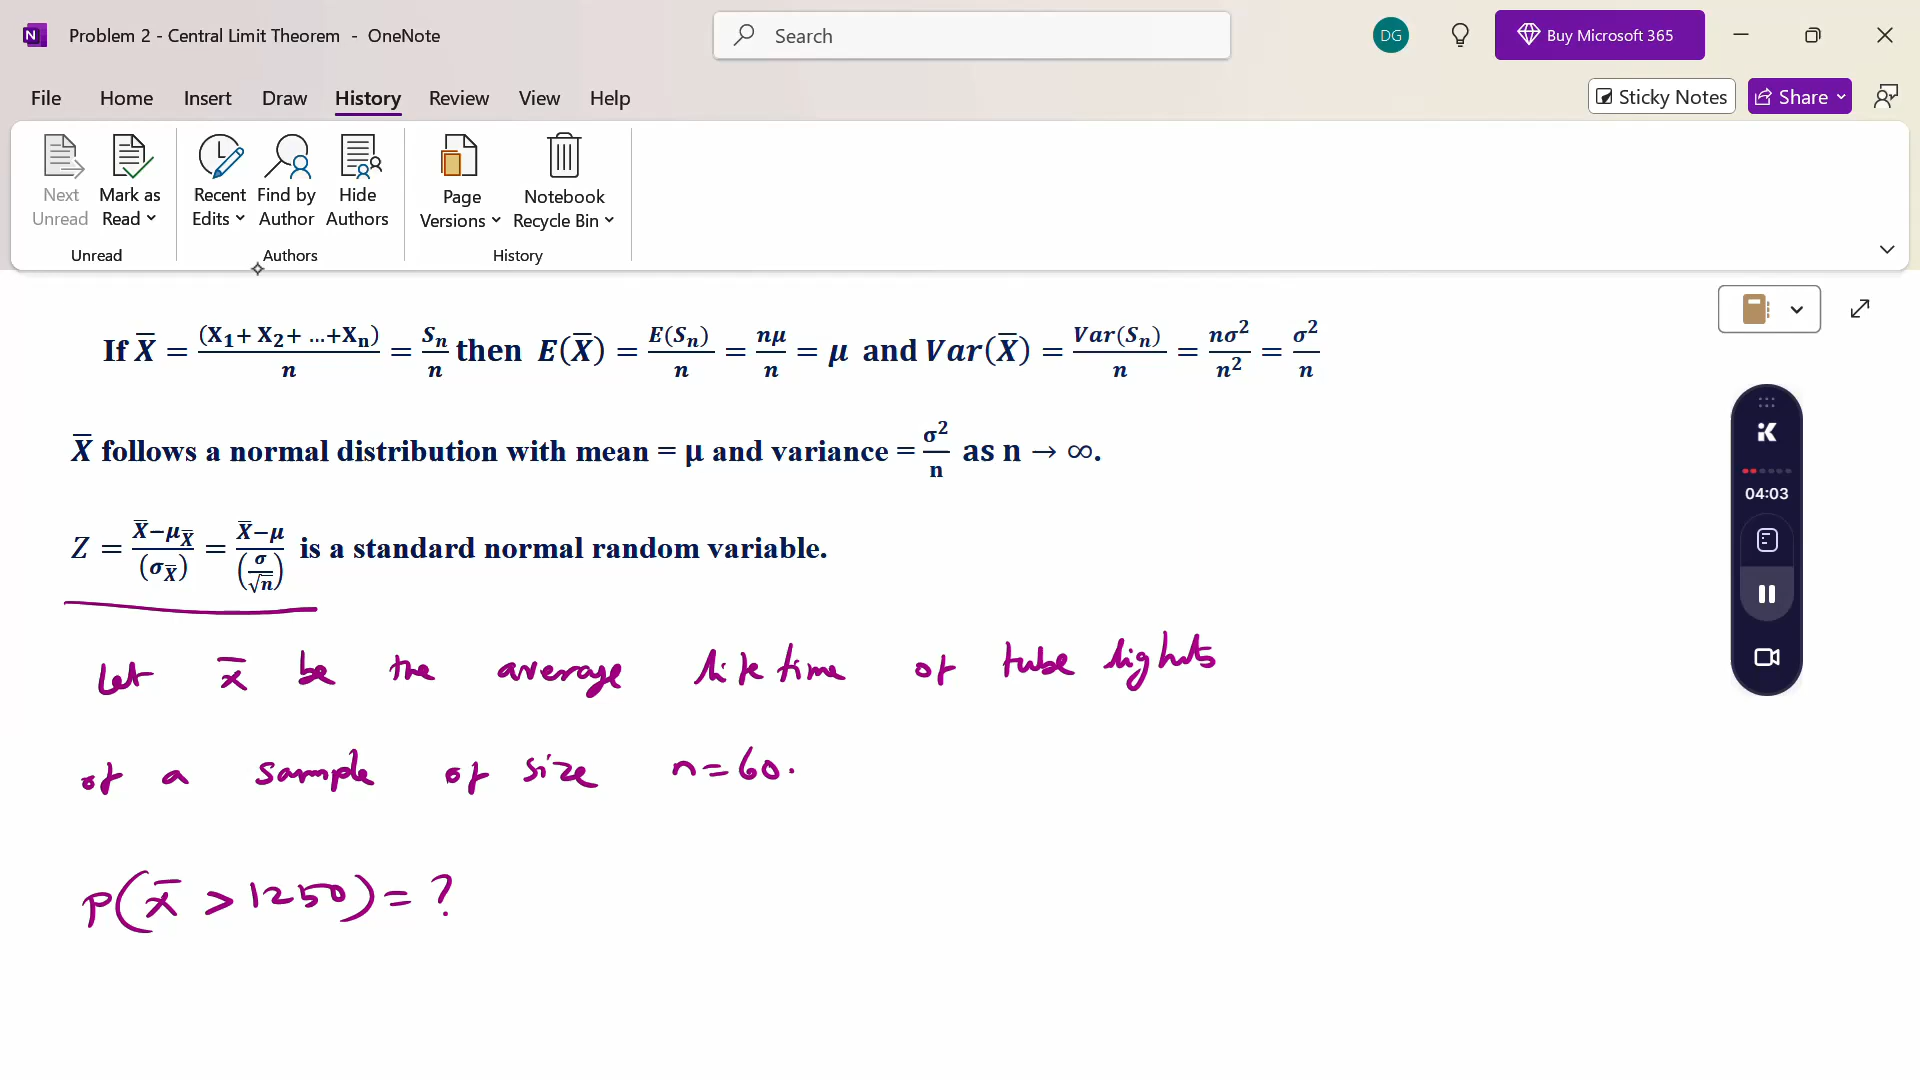 Problem 2 - Central Limit Theorem - OneNote
Search
DG
Buy Microsoft 365
File Home Insert Draw History Review View Help
Sticky Notes Share
Next Unread
Mark as Read
Recent Edits
Find by Author
Hide Authors
Page Versions
Notebook Recycle Bin
Unread Authors History
If X̄ = (X₁+ X₂+ ...+Xₙ)/n = Sₙ/n then E(X̄) = E(Sₙ)/n = nμ/n = μ and Var(X̄) = Var(Sₙ)/n = nσ²/n² = σ²/n
X̄ follows a normal distribution with mean = μ and variance = σ²/n as n → ∞.
Z = (X̄−μ_X̄)/(σ_X̄) = (X̄−μ)/(σ/√n) is a standard normal random variable.
Let x̄ be the average life time of tube lights
of a sample of size n=60.
P(x̄ > 1250) = ?
04:03